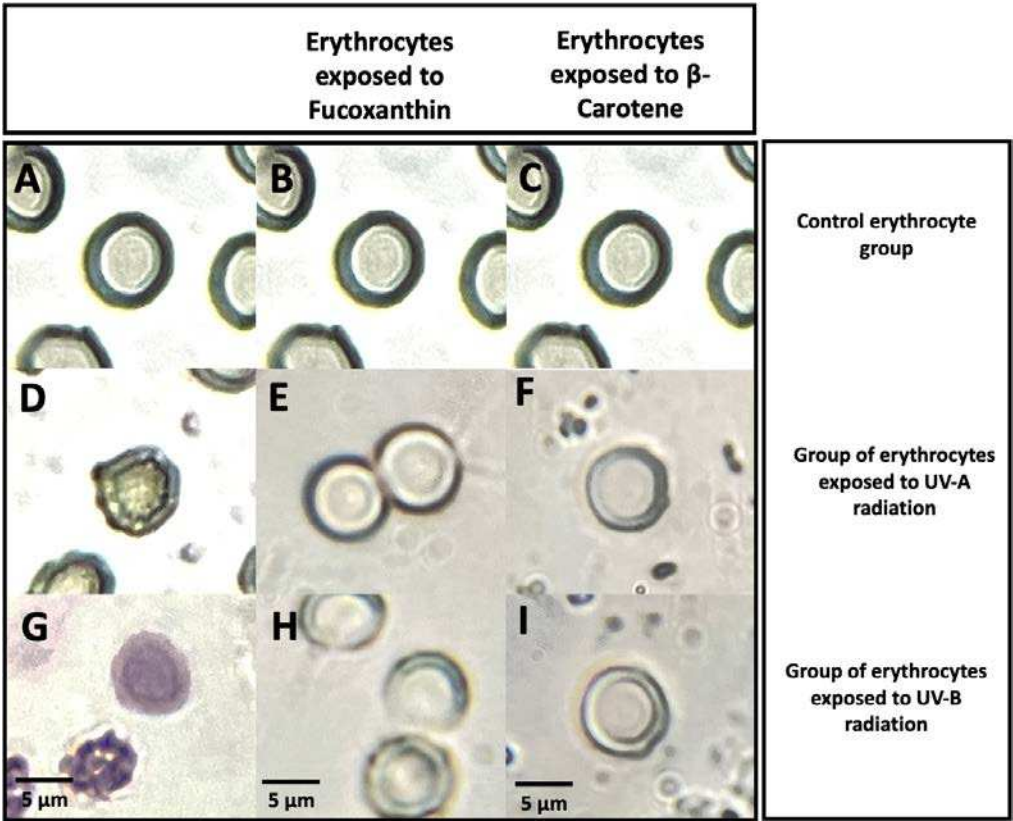 Erythrocytes
exposed to
Fucoxanthin
Erythrocytes
exposed to β-
Carotene
A
B
C
Control erythrocyte
group
D
E
F
Group of erythrocytes
exposed to UV-A
radiation
G
H
I
Group of erythrocytes
exposed to UV-B
radiation
5 μm
5 μm
5 μm